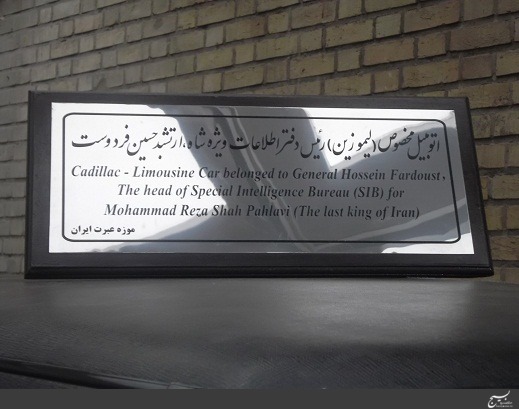 اتومبیل مخصوص (لیموزین) رئیس دفتر اطلاعات ویژه شاه، ارتشبد حسین فردوست
Cadillac - Limousine Car belonged to General Hossein Fardoust,
The head of Special Intelligence Bureau (SIB) for
Mohammad Reza Shah Pahlavi (The last king of Iran)
موزه عبرت ایران
بسیج